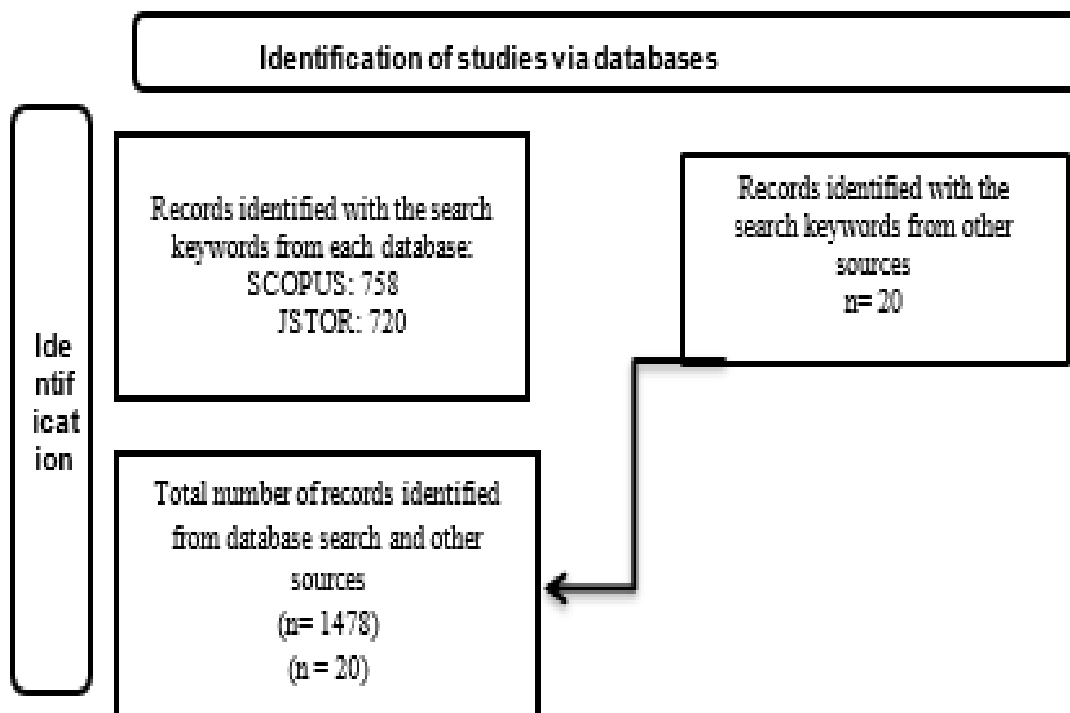 Identification of studies via databases
Ide
ntif
icat
ion
Records identified with the search
keywords from each database:
SCOPUS: 758
JSTOR: 720
Records identified with the
search keywords from other
sources
n= 20
Total number of records identified
from database search and other
sources
(n= 1478)
(n = 20)